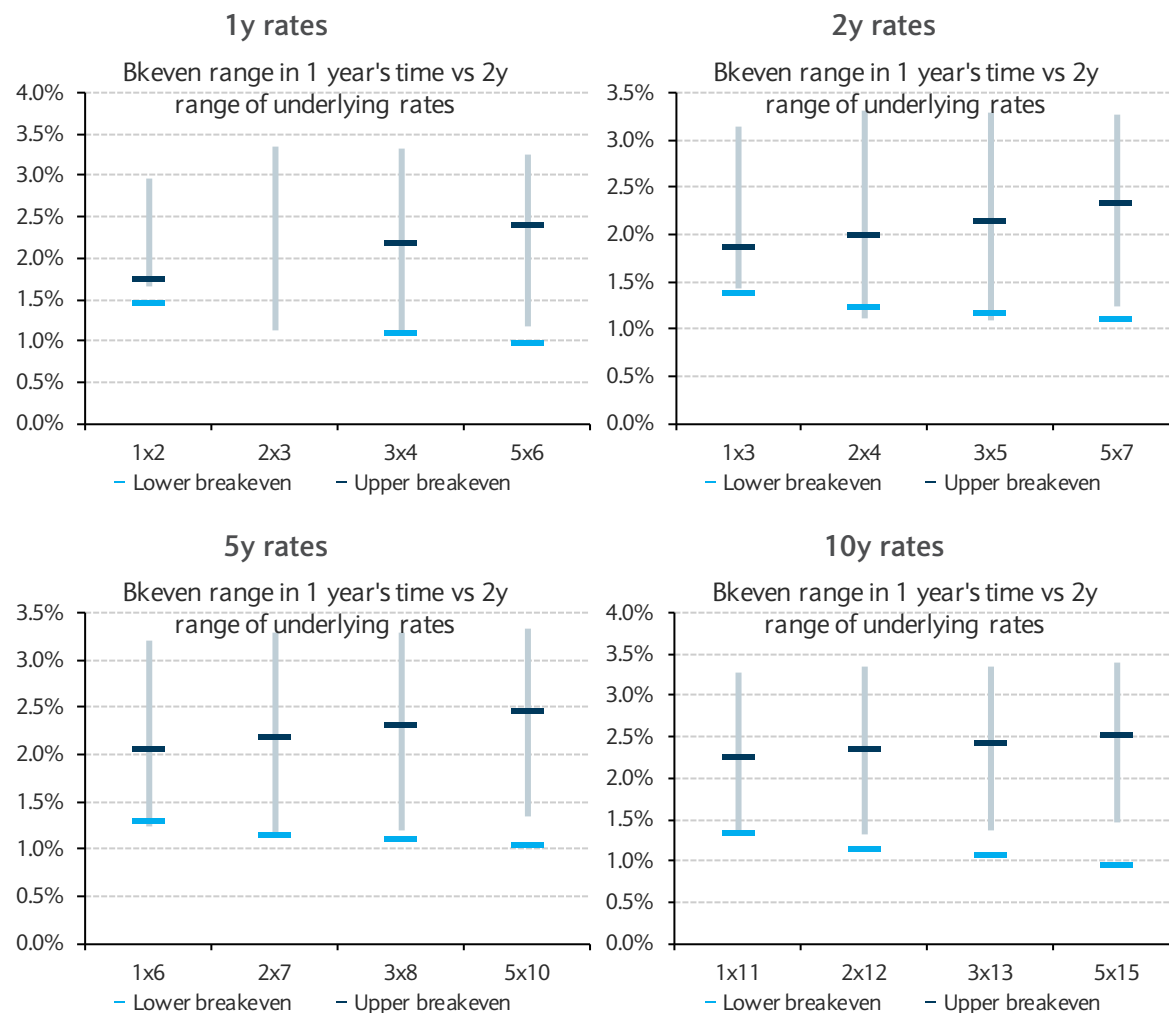 1y rates
Bkeven range in 1 year's time vs 2y
range of underlying rates
4.0%
3.5%
3.0%
2.5%
2.0%
1.5%
1.0%
0.5%
0.0%
1x2 2x3 3x4 5x6
Lower breakeven Upper breakeven
2y rates
Bkeven range in 1 year's time vs 2y
range of underlying rates
3.5%
3.0%
2.5%
2.0%
1.5%
1.0%
0.5%
0.0%
1x3 2x4 3x5 5x7
Lower breakeven Upper breakeven
5y rates
Bkeven range in 1 year's time vs 2y
range of underlying rates
3.5%
3.0%
2.5%
2.0%
1.5%
1.0%
0.5%
0.0%
1x6 2x7 3x8 5x10
Lower breakeven Upper breakeven
10y rates
Bkeven range in 1 year's time vs 2y
range of underlying rates
4.0%
3.5%
3.0%
2.5%
2.0%
1.5%
1.0%
0.5%
0.0%
1x11 2x12 3x13 5x15
Lower breakeven Upper breakeven